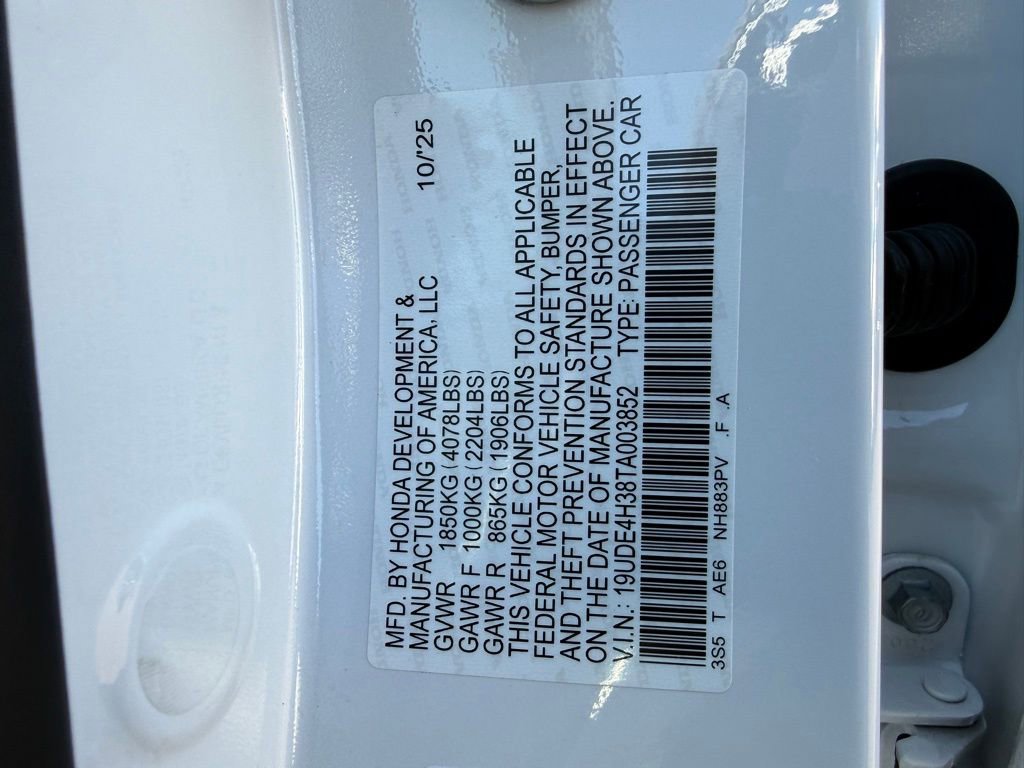 MFD. BY HONDA DEVELOPMENT &
MANUFACTURING OF AMERICA, LLC 10/'25
GVWR 1850KG (4078LBS)
GAWR F 1000KG (2204LBS)
GAWR R 865KG (1906LBS)
THIS VEHICLE CONFORMS TO ALL APPLICABLE
FEDERAL MOTOR VEHICLE SAFETY, BUMPER,
AND THEFT PREVENTION STANDARDS IN EFFECT
ON THE DATE OF MANUFACTURE SHOWN ABOVE.
V.I.N.: 19UDE4H38TA003852 TYPE: PASSENGER CAR
3S5 T AE6 NH883PV .F .A